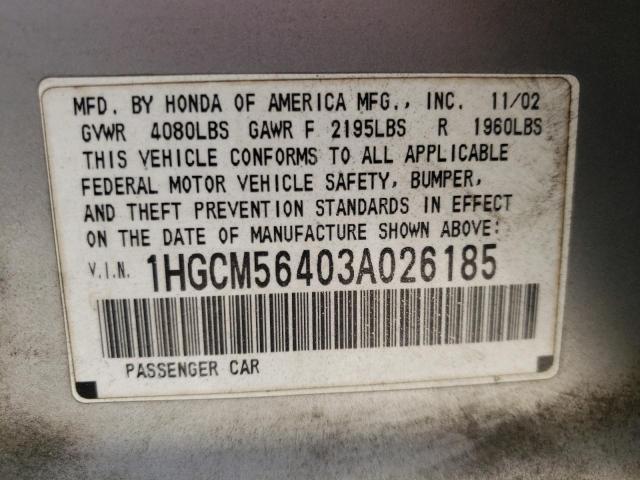 MFD. BY HONDA OF AMERICA MFG., INC. 11/02
GVWR 4080LBS GAWR F 2195LBS R 1960LBS
THIS VEHICLE CONFORMS TO ALL APPLICABLE
FEDERAL MOTOR VEHICLE SAFETY, BUMPER,
AND THEFT PREVENTION STANDARDS IN EFFECT
ON THE DATE OF MANUFACTURE SHOWN ABOVE:
V.I.N. 1HGCM56403A026185
PASSENGER CAR